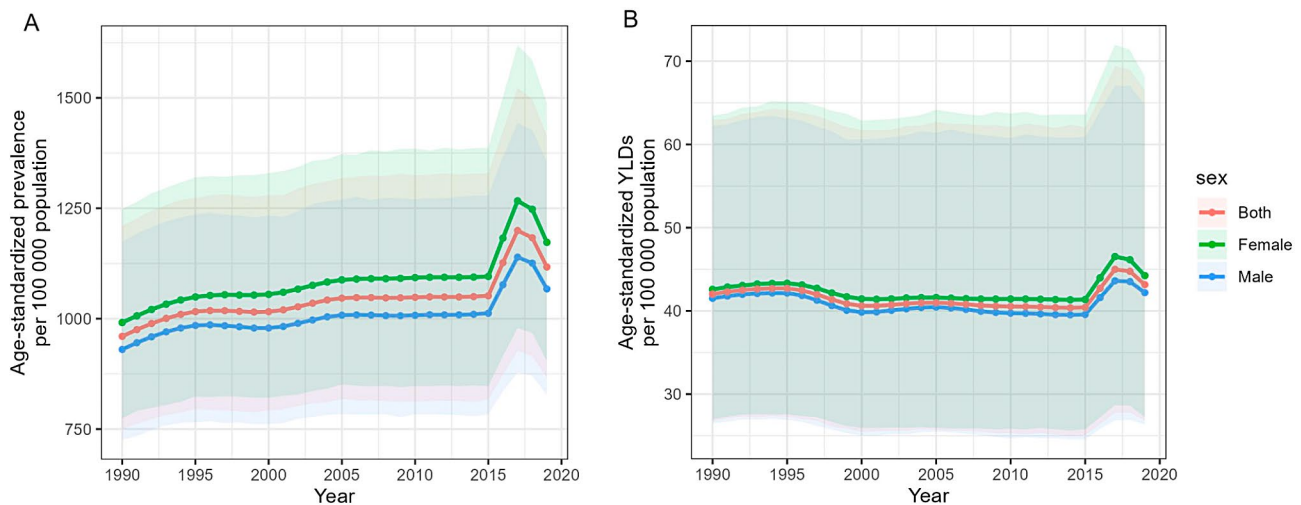 A
Age-standardized prevalence
per 100 000 population
1500
1250
1000
750
1990 1995 2000 2005 2010 2015 2020
Year
B
Age-standardized YLDs
per 100 000 population
70
60
50
40
30
1990 1995 2000 2005 2010 2015 2020
Year
sex
Both
Female
Male